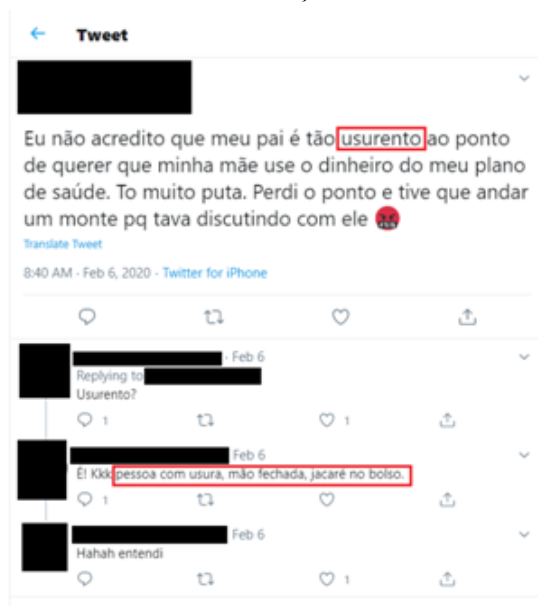 Tweet
Eu não acredito que meu pai é tão usurento ao ponto
de querer que minha mãe use o dinheiro do meu plano
de saúde. To muito puta. Perdi o ponto e tive que andar
um monte pq tava discutindo com ele 🤬
Translate Tweet
8:40 AM · Feb 6, 2020 · Twitter for iPhone
· Feb 6
Replying to
Usurento?
1 1
Feb 6
É! Kkk pessoa com usura, mão fechada, jacaré no bolso.
1
Feb 6
Hahah entendi
1